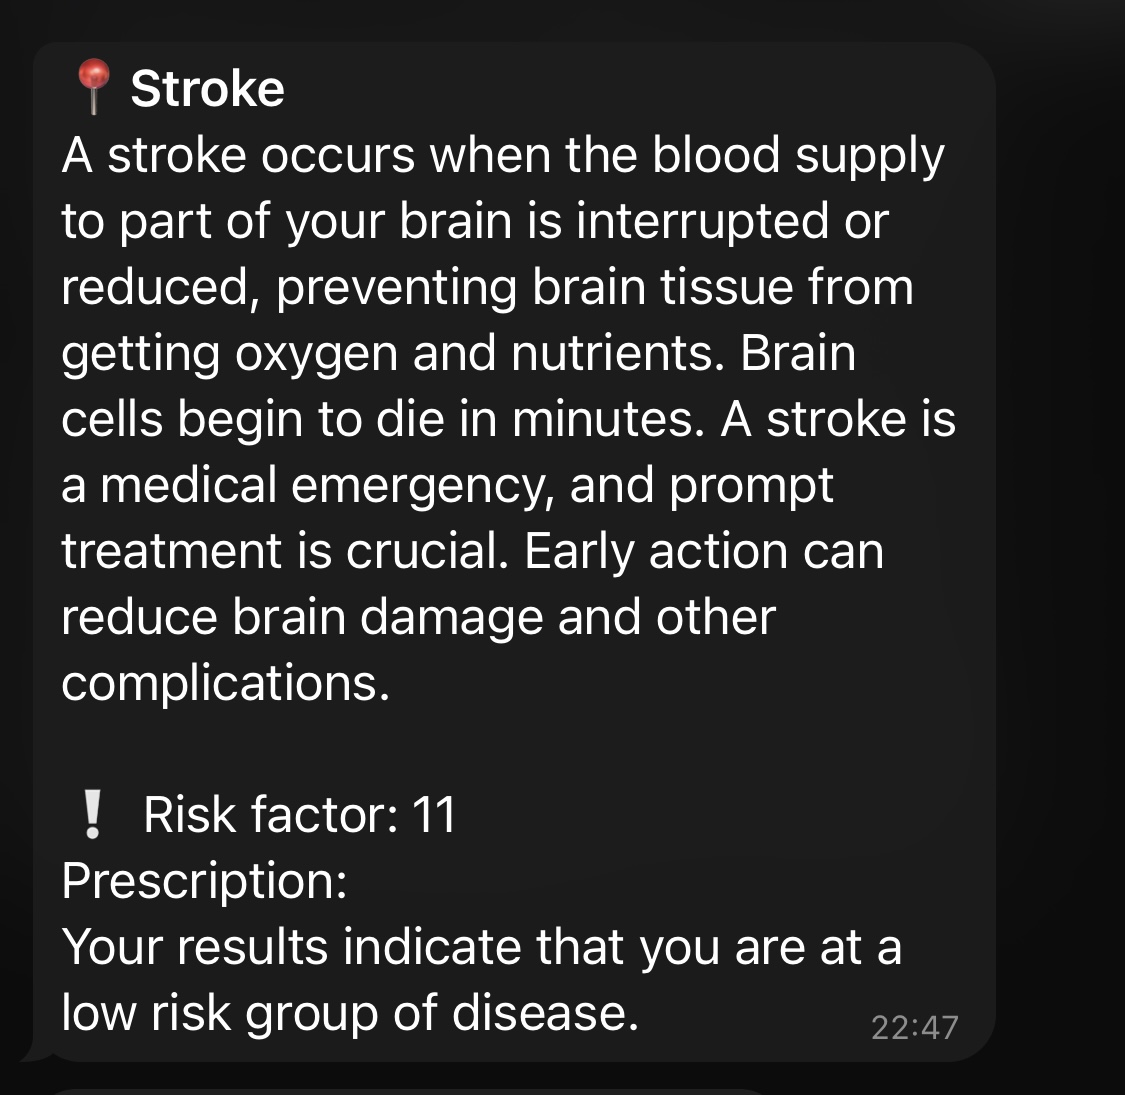 📍 Stroke
A stroke occurs when the blood supply
to part of your brain is interrupted or
reduced, preventing brain tissue from
getting oxygen and nutrients. Brain
cells begin to die in minutes. A stroke is
a medical emergency, and prompt
treatment is crucial. Early action can
reduce brain damage and other
complications.
❕ Risk factor: 11
Prescription:
Your results indicate that you are at a
low risk group of disease.
22:47